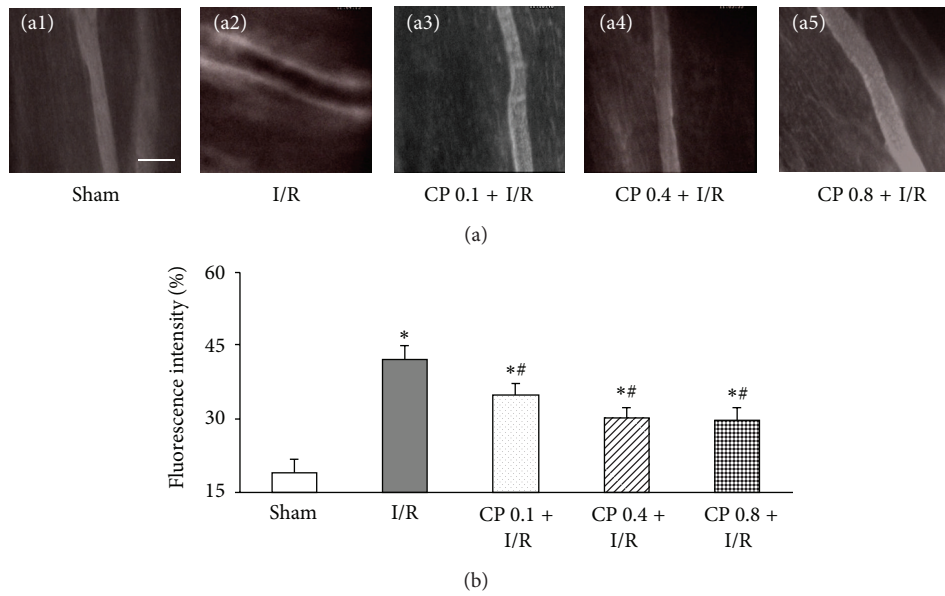 (a1) (a2) (a3) (a4) (a5)
Sham I/R CP 0.1 + I/R CP 0.4 + I/R CP 0.8 + I/R
(a)
Fluorescence intensity (%)
60
45
30
15
*
*#
*#
*#
Sham I/R CP 0.1 + CP 0.4 + CP 0.8 +
I/R I/R I/R
(b)